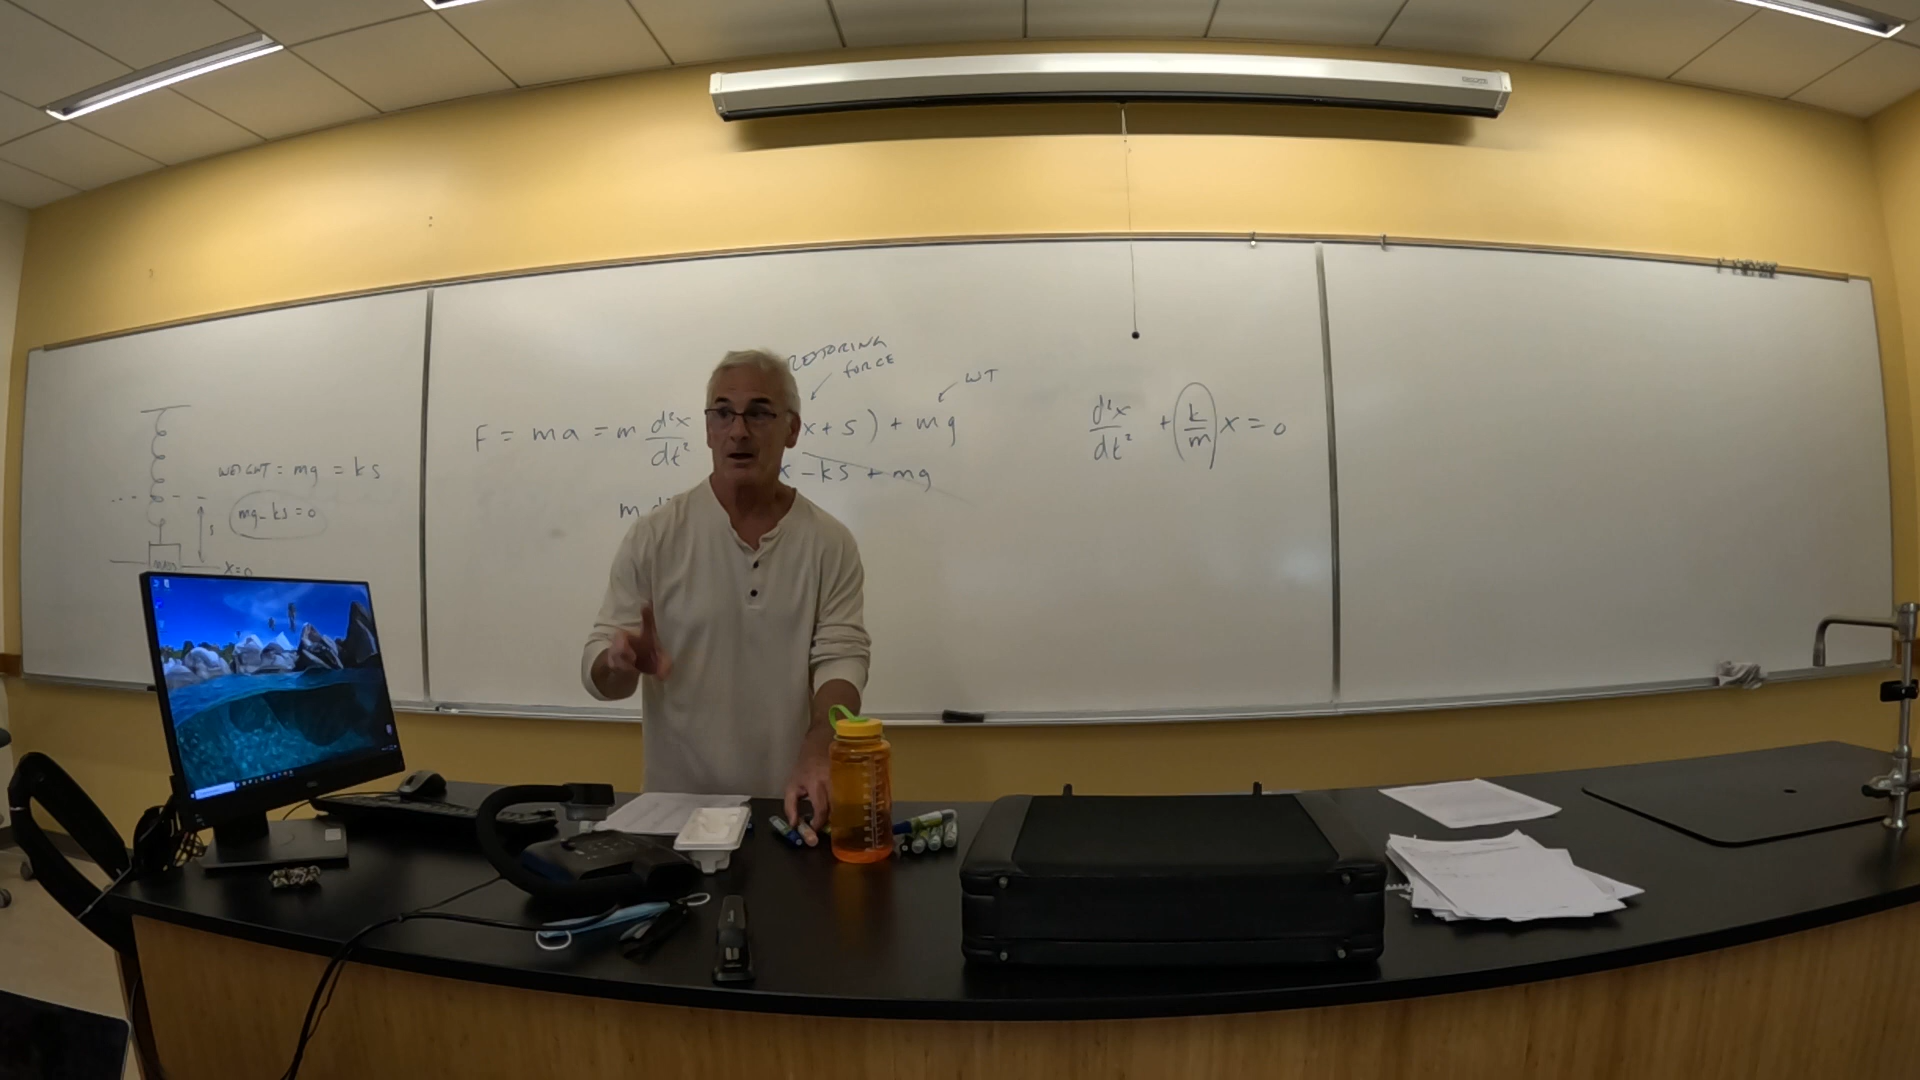 WEIGHT = mg = ks
mg - ks = 0
s
MASS
x = 0
RESTORING
FORCE
WT
F = ma = m d²x/dt² x + s ) + mg
x - ks + mg
m d
d²x/dt² + (k/m) x = 0